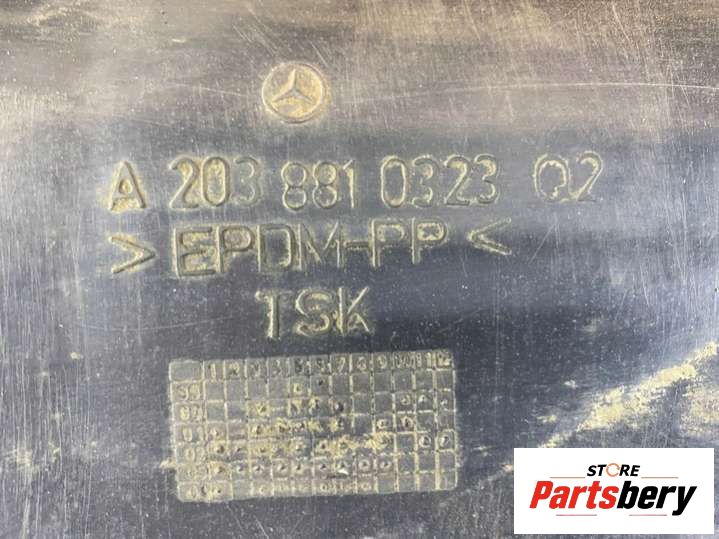 A 203 881 0323 Q2
>EPDM-PP<
TSK
STORE
Partsbery